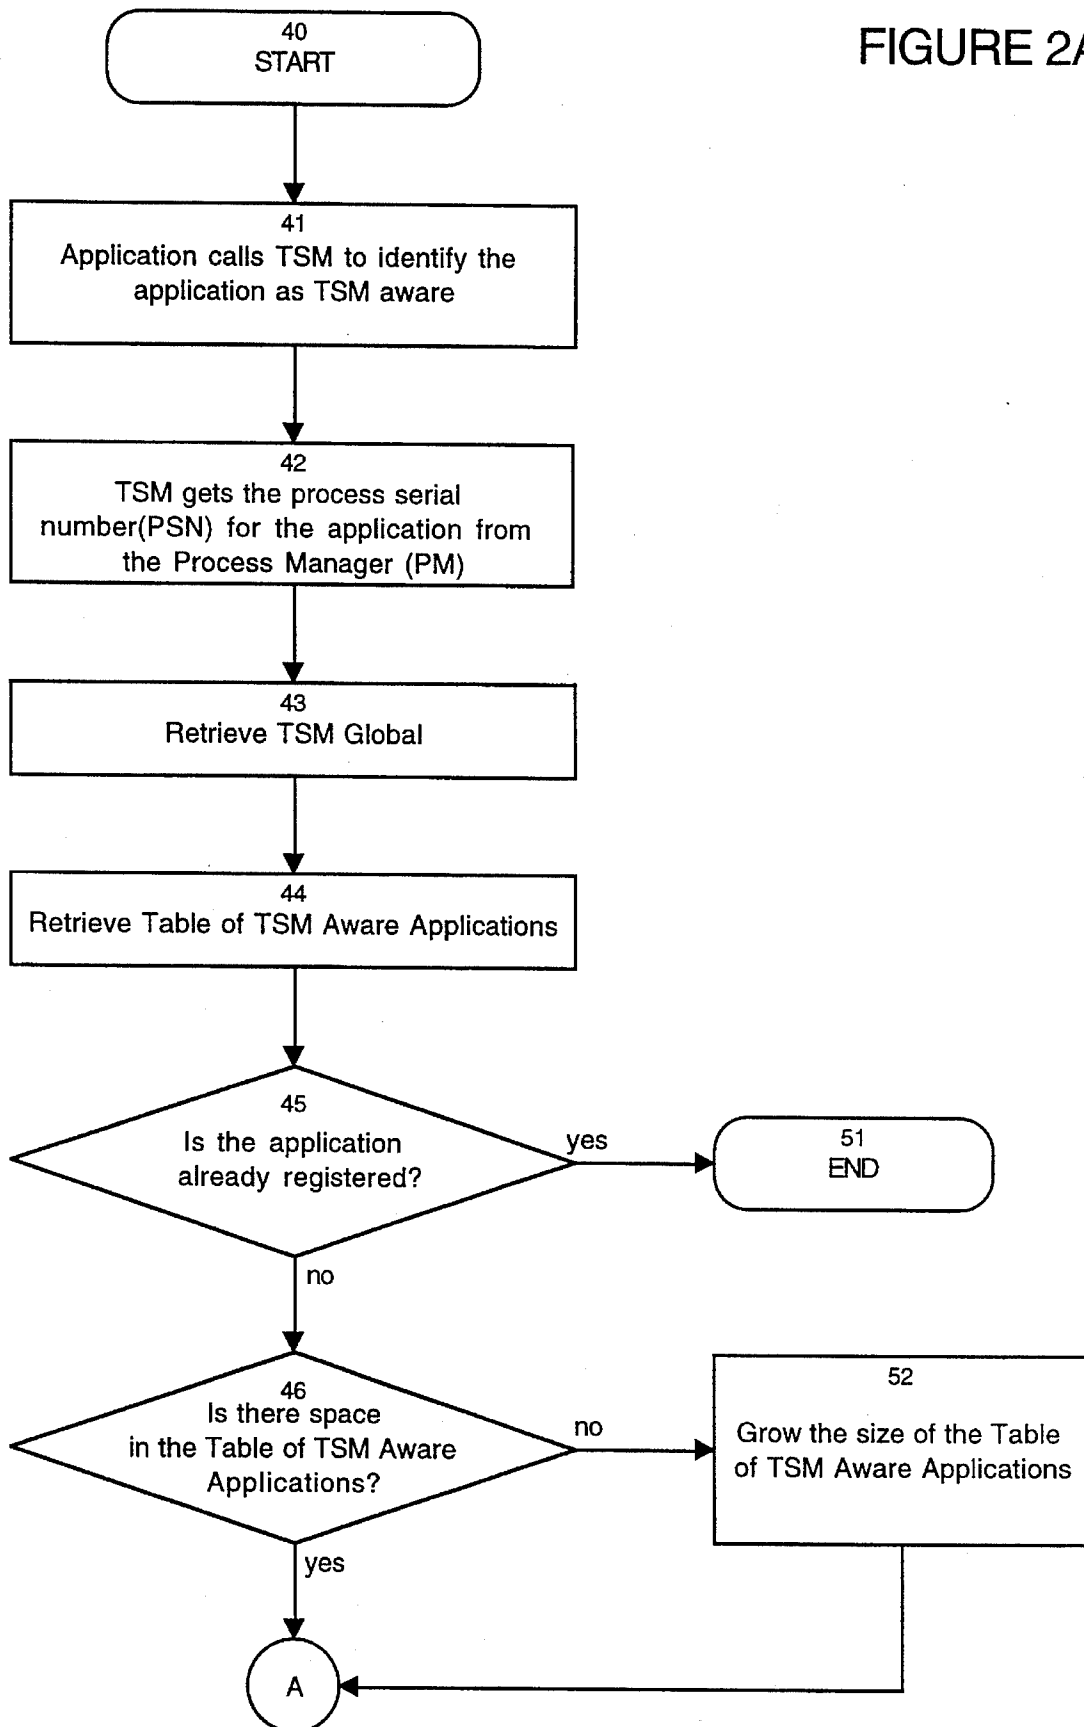 FIGURE 2A
40
START
41
Application calls TSM to identify the
application as TSM aware
42
TSM gets the process serial
number(PSN) for the application from
the Process Manager (PM)
43
Retrieve TSM Global
44
Retrieve Table of TSM Aware Applications
45
Is the application
already registered?
yes
51
END
no
46
Is there space
in the Table of TSM Aware
Applications?
no
52
Grow the size of the Table
of TSM Aware Applications
yes
A